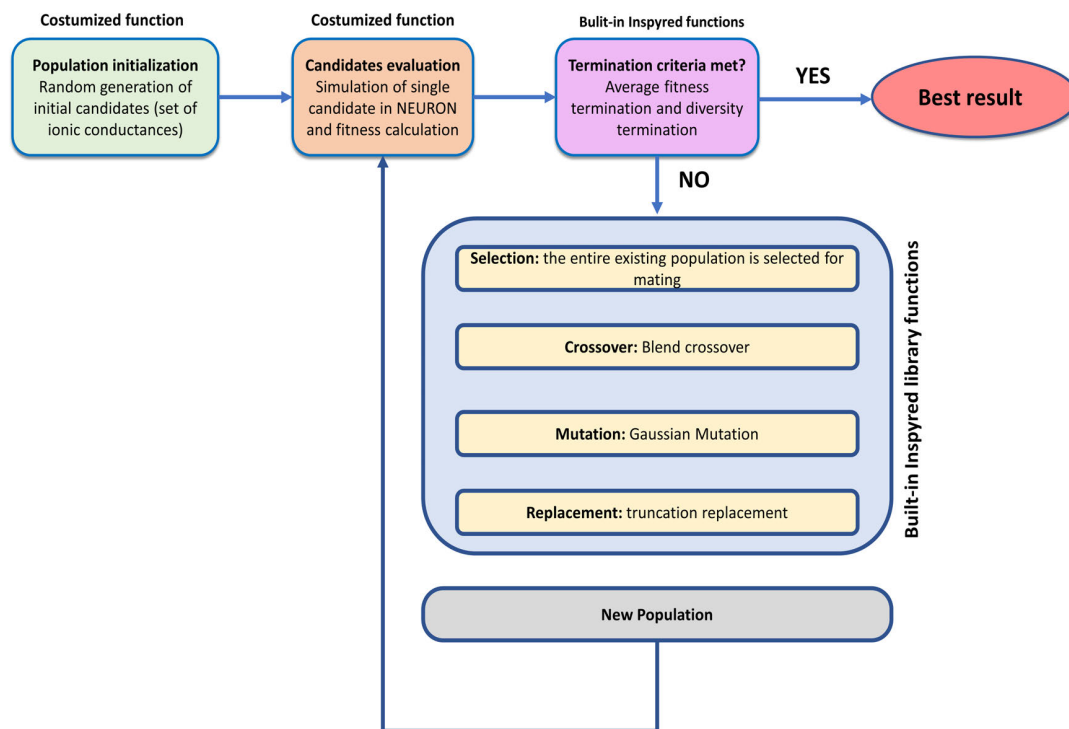 Costumized function
Costumized function
Bulit-in Inspyred functions
Population initialization
Random generation of
initial candidates (set of
ionic conductances)
Candidates evaluation
Simulation of single
candidate in NEURON
and fitness calculation
Termination criteria met?
Average fitness
termination and diversity
termination
YES
Best result
NO
Selection: the entire existing population is selected for
mating
Crossover: Blend crossover
Mutation: Gaussian Mutation
Replacement: truncation replacement
Built-in Inspyred library functions
New Population